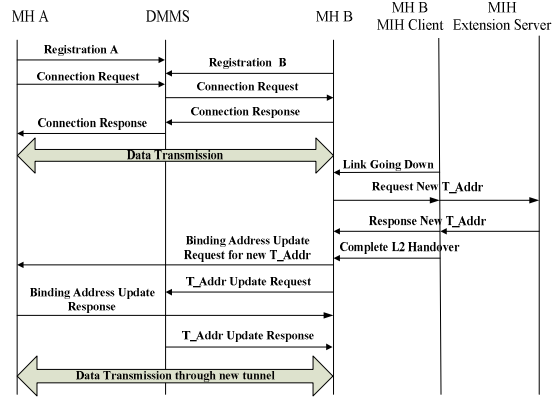 MH A
DMMS
MH B
MH B
MIH Client
MIH
Extension Server
Registration A
Registration B
Connection Request
Connection Request
Connection Response
Connection Response
Data Transmission
Link Going Down
Request New T_Addr
Response New T_Addr
Binding Address Update
Request for new T_Addr
Complete L2 Handover
T_Addr Update Request
Binding Address Update
Response
T_Addr Update Response
Data Transmission through new tunnel